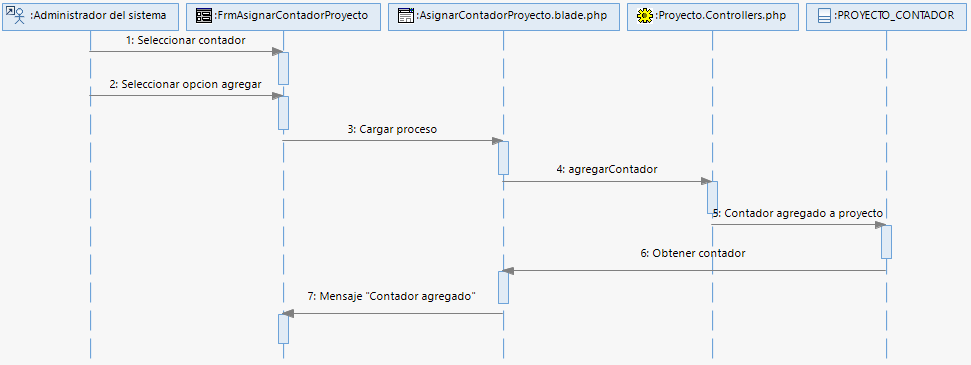 :Administrador del sistema
:FrmAsignarContadorProyecto
:AsignarContadorProyecto.blade.php
:Proyecto.Controllers.php
:PROYECTO_CONTADOR
1: Seleccionar contador
2: Seleccionar opcion agregar
3: Cargar proceso
4: agregarContador
5: Contador agregado a proyecto
6: Obtener contador
7: Mensaje "Contador agregado"